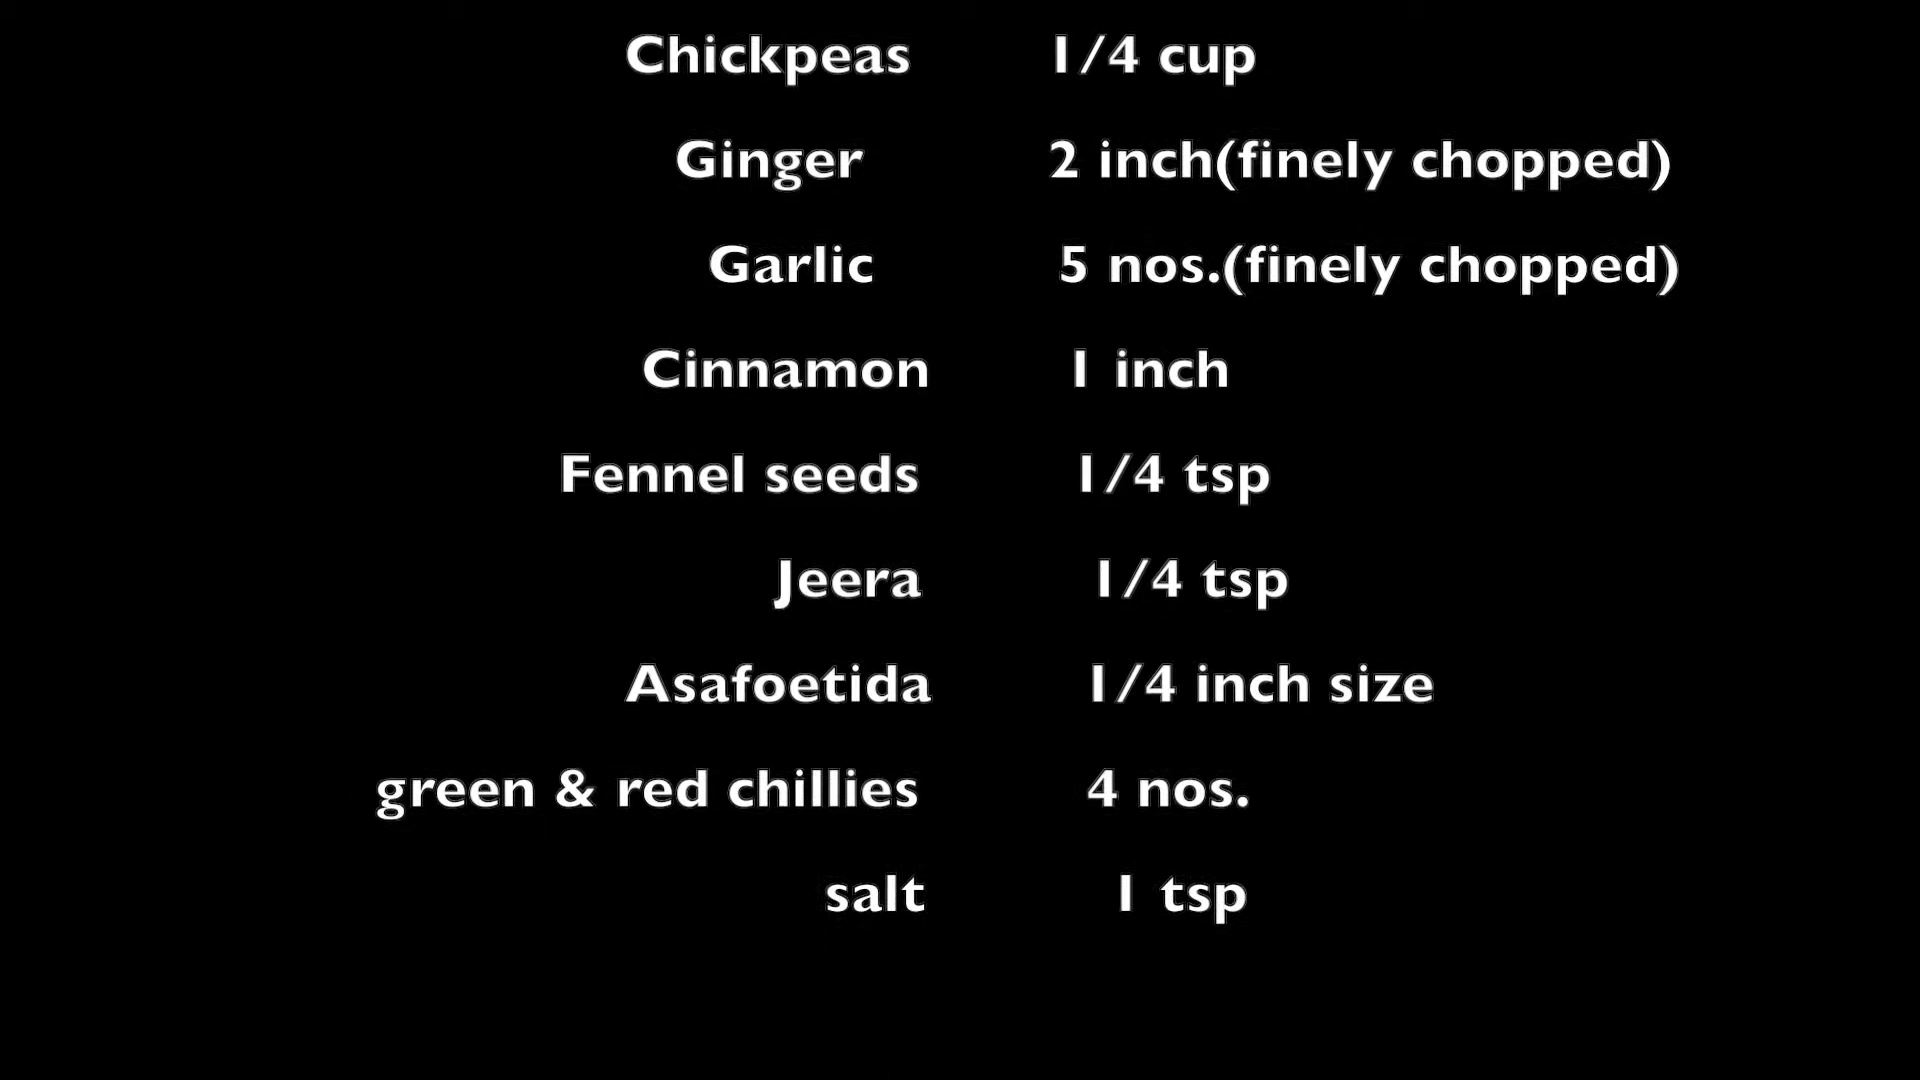 Chickpeas 1/4 cup
Ginger 2 inch(finely chopped)
Garlic 5 nos.(finely chopped)
Cinnamon 1 inch
Fennel seeds 1/4 tsp
Jeera 1/4 tsp
Asafoetida 1/4 inch size
green & red chillies 4 nos.
salt 1 tsp